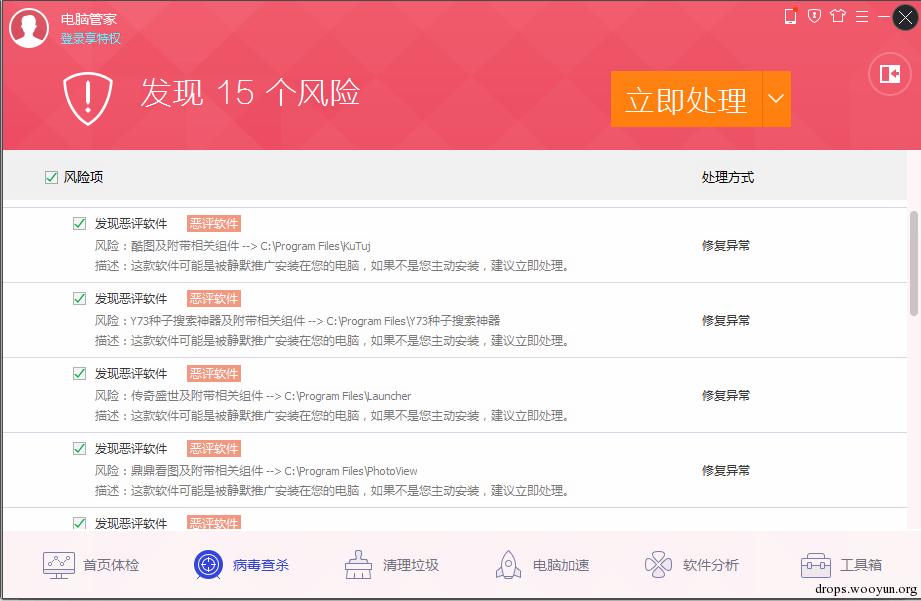 电脑管家
登录享特权
发现 15 个风险
立即处理
风险项 处理方式
发现恶评软件 恶评软件
风险：酷图及附带相关组件 --> C:\Program Files\KuTuj
修复异常
描述：这款软件可能是被静默推广安装在您的电脑，如果不是您主动安装，建议立即处理。
发现恶评软件 恶评软件
风险：Y73种子搜索神器及附带相关组件 --> C:\Program Files\Y73种子搜索神器
修复异常
描述：这款软件可能是被静默推广安装在您的电脑，如果不是您主动安装，建议立即处理。
发现恶评软件 恶评软件
风险：传奇盛世及附带相关组件 --> C:\Program Files\Launcher
修复异常
描述：这款软件可能是被静默推广安装在您的电脑，如果不是您主动安装，建议立即处理。
发现恶评软件 恶评软件
风险：鼎鼎看图及附带相关组件 --> C:\Program Files\PhotoView
修复异常
描述：这款软件可能是被静默推广安装在您的电脑，如果不是您主动安装，建议立即处理。
发现恶评软件 恶评软件
首页体检 病毒查杀 清理垃圾 电脑加速 软件分析 工具箱
drops.wooyun.org